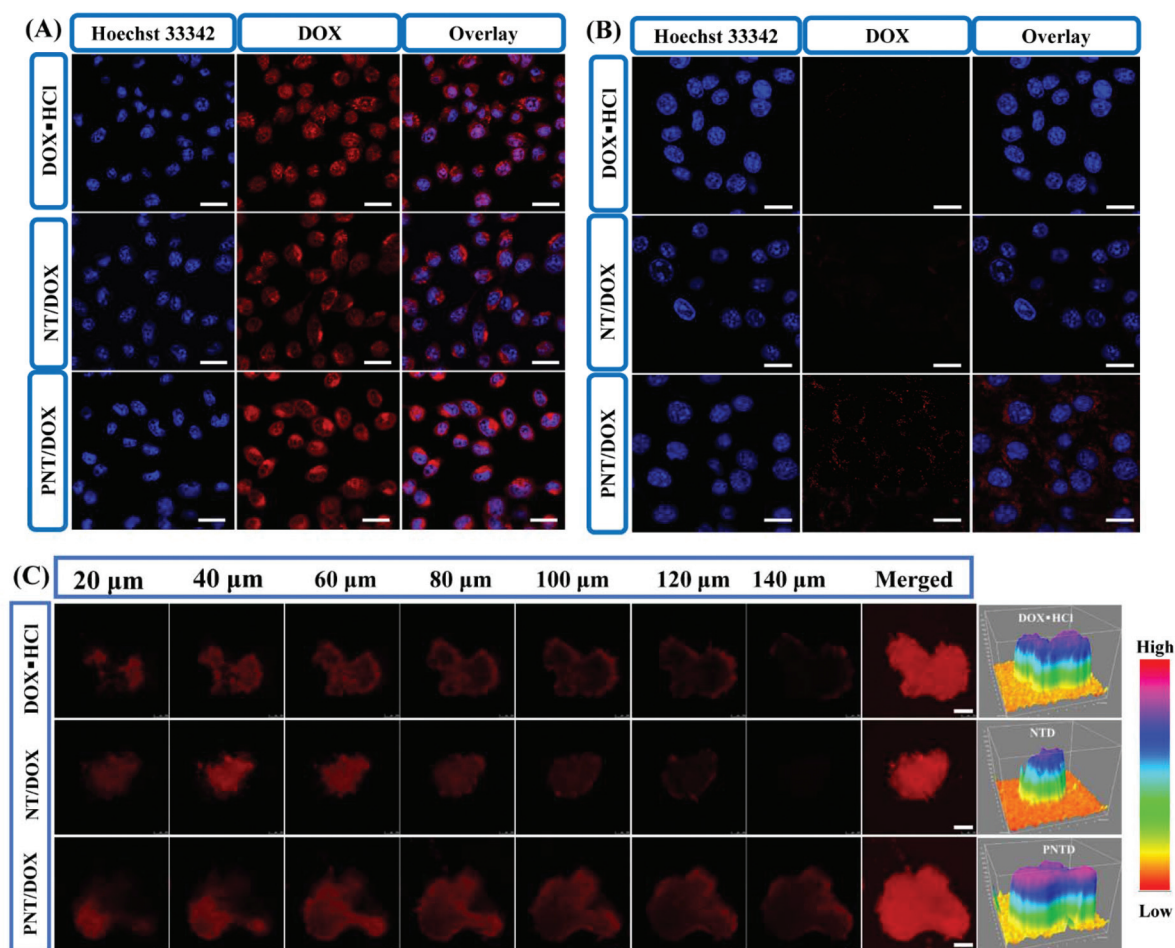 (A)
Hoechst 33342 DOX Overlay
DOX▪HCl
NT/DOX
PNT/DOX
(B)
Hoechst 33342 DOX Overlay
DOX▪HCl
NT/DOX
PNT/DOX
(C)
20 µm 40 µm 60 µm 80 µm 100 µm 120 µm 140 µm Merged
DOX▪HCl
NT/DOX
PNT/DOX
DOX▪HCl
NTD
PNTD
High
Low